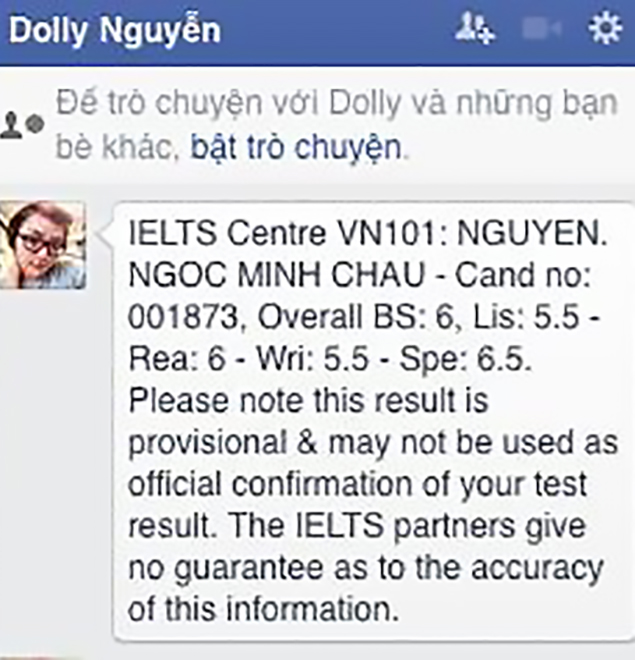 Dolly Nguyễn
Để trò chuyện với Dolly và những bạn
bè khác, bật trò chuyện.
IELTS Centre VN101: NGUYEN.
NGOC MINH CHAU - Cand no:
001873, Overall BS: 6, Lis: 5.5 -
Rea: 6 - Wri: 5.5 - Spe: 6.5.
Please note this result is
provisional & may not be used as
official confirmation of your test
result. The IELTS partners give
no guarantee as to the accuracy
of this information.